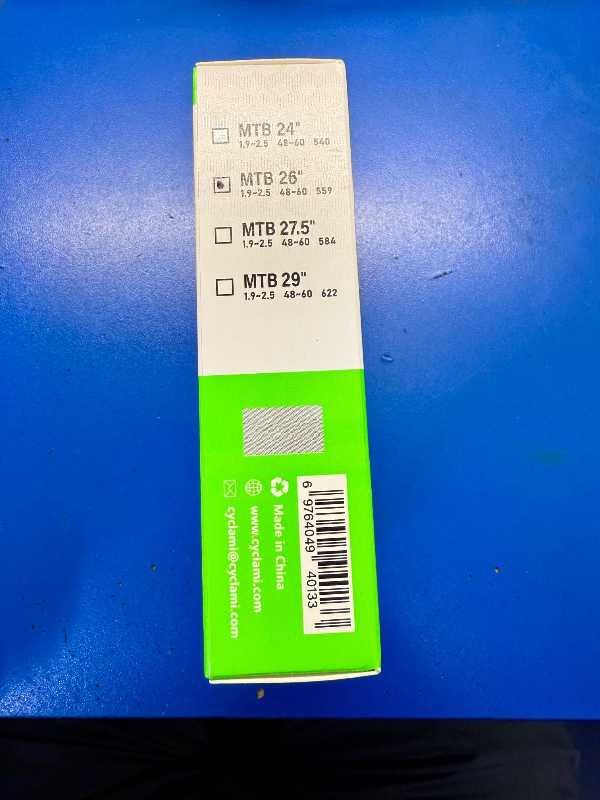 MTB 24"
1.9~2.5 48-60 540
MTB 26"
1.9~2.5 48-60 559
MTB 27.5"
1.9~2.5 48-60 584
MTB 29"
1.9~2.5 48-60 622
Made in China
www.cyclami.com
cyclami@cyclami.com
6 9764049 40133